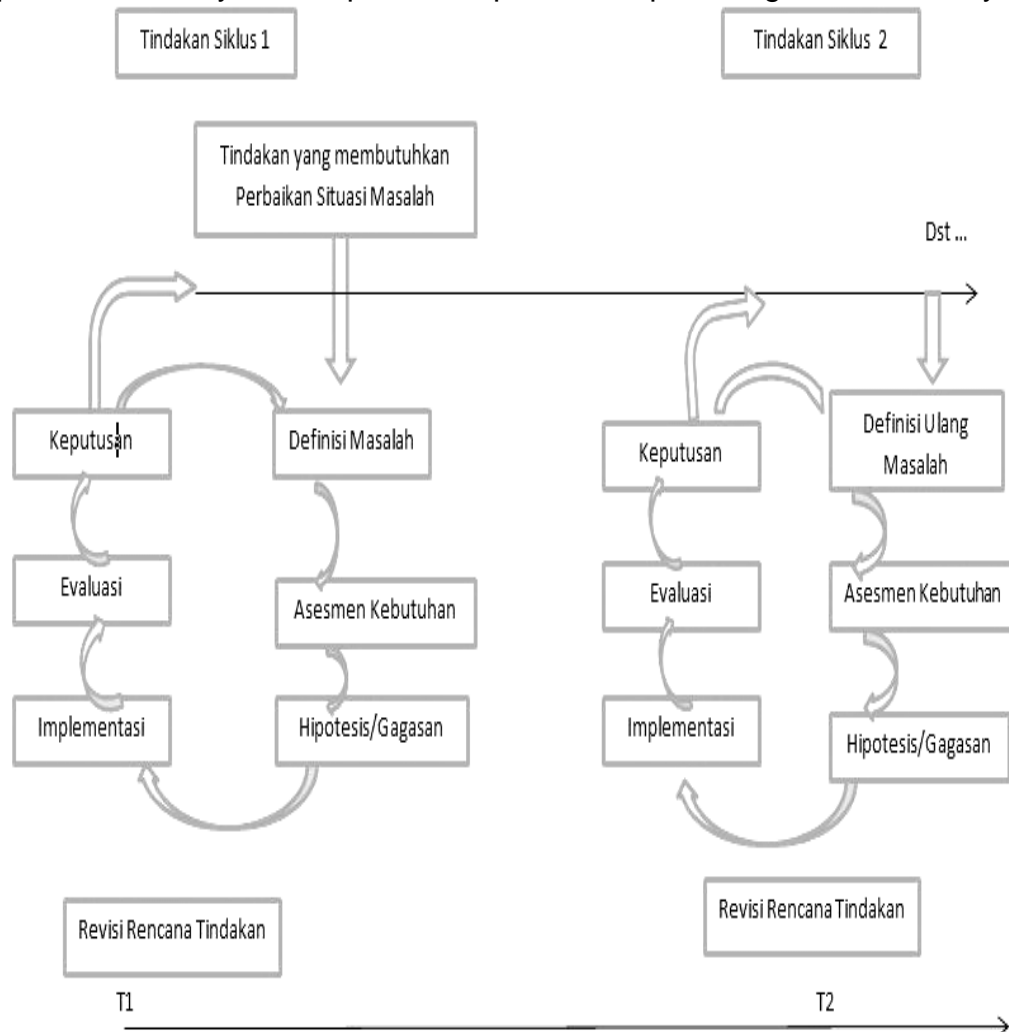 Tindakan Siklus 1
Tindakan Siklus 2
Tindakan yang membutuhkan
Perbaikan Situasi Masalah
Dst ...
Keputusan
Definisi Masalah
Keputusan
Definisi Ulang
Masalah
Evaluasi
Asesmen Kebutuhan
Evaluasi
Asesmen Kebutuhan
Implementasi
Hipotesis/Gagasan
Implementasi
Hipotesis/Gagasan
Revisi Rencana Tindakan
Revisi Rencana Tindakan
T1
T2